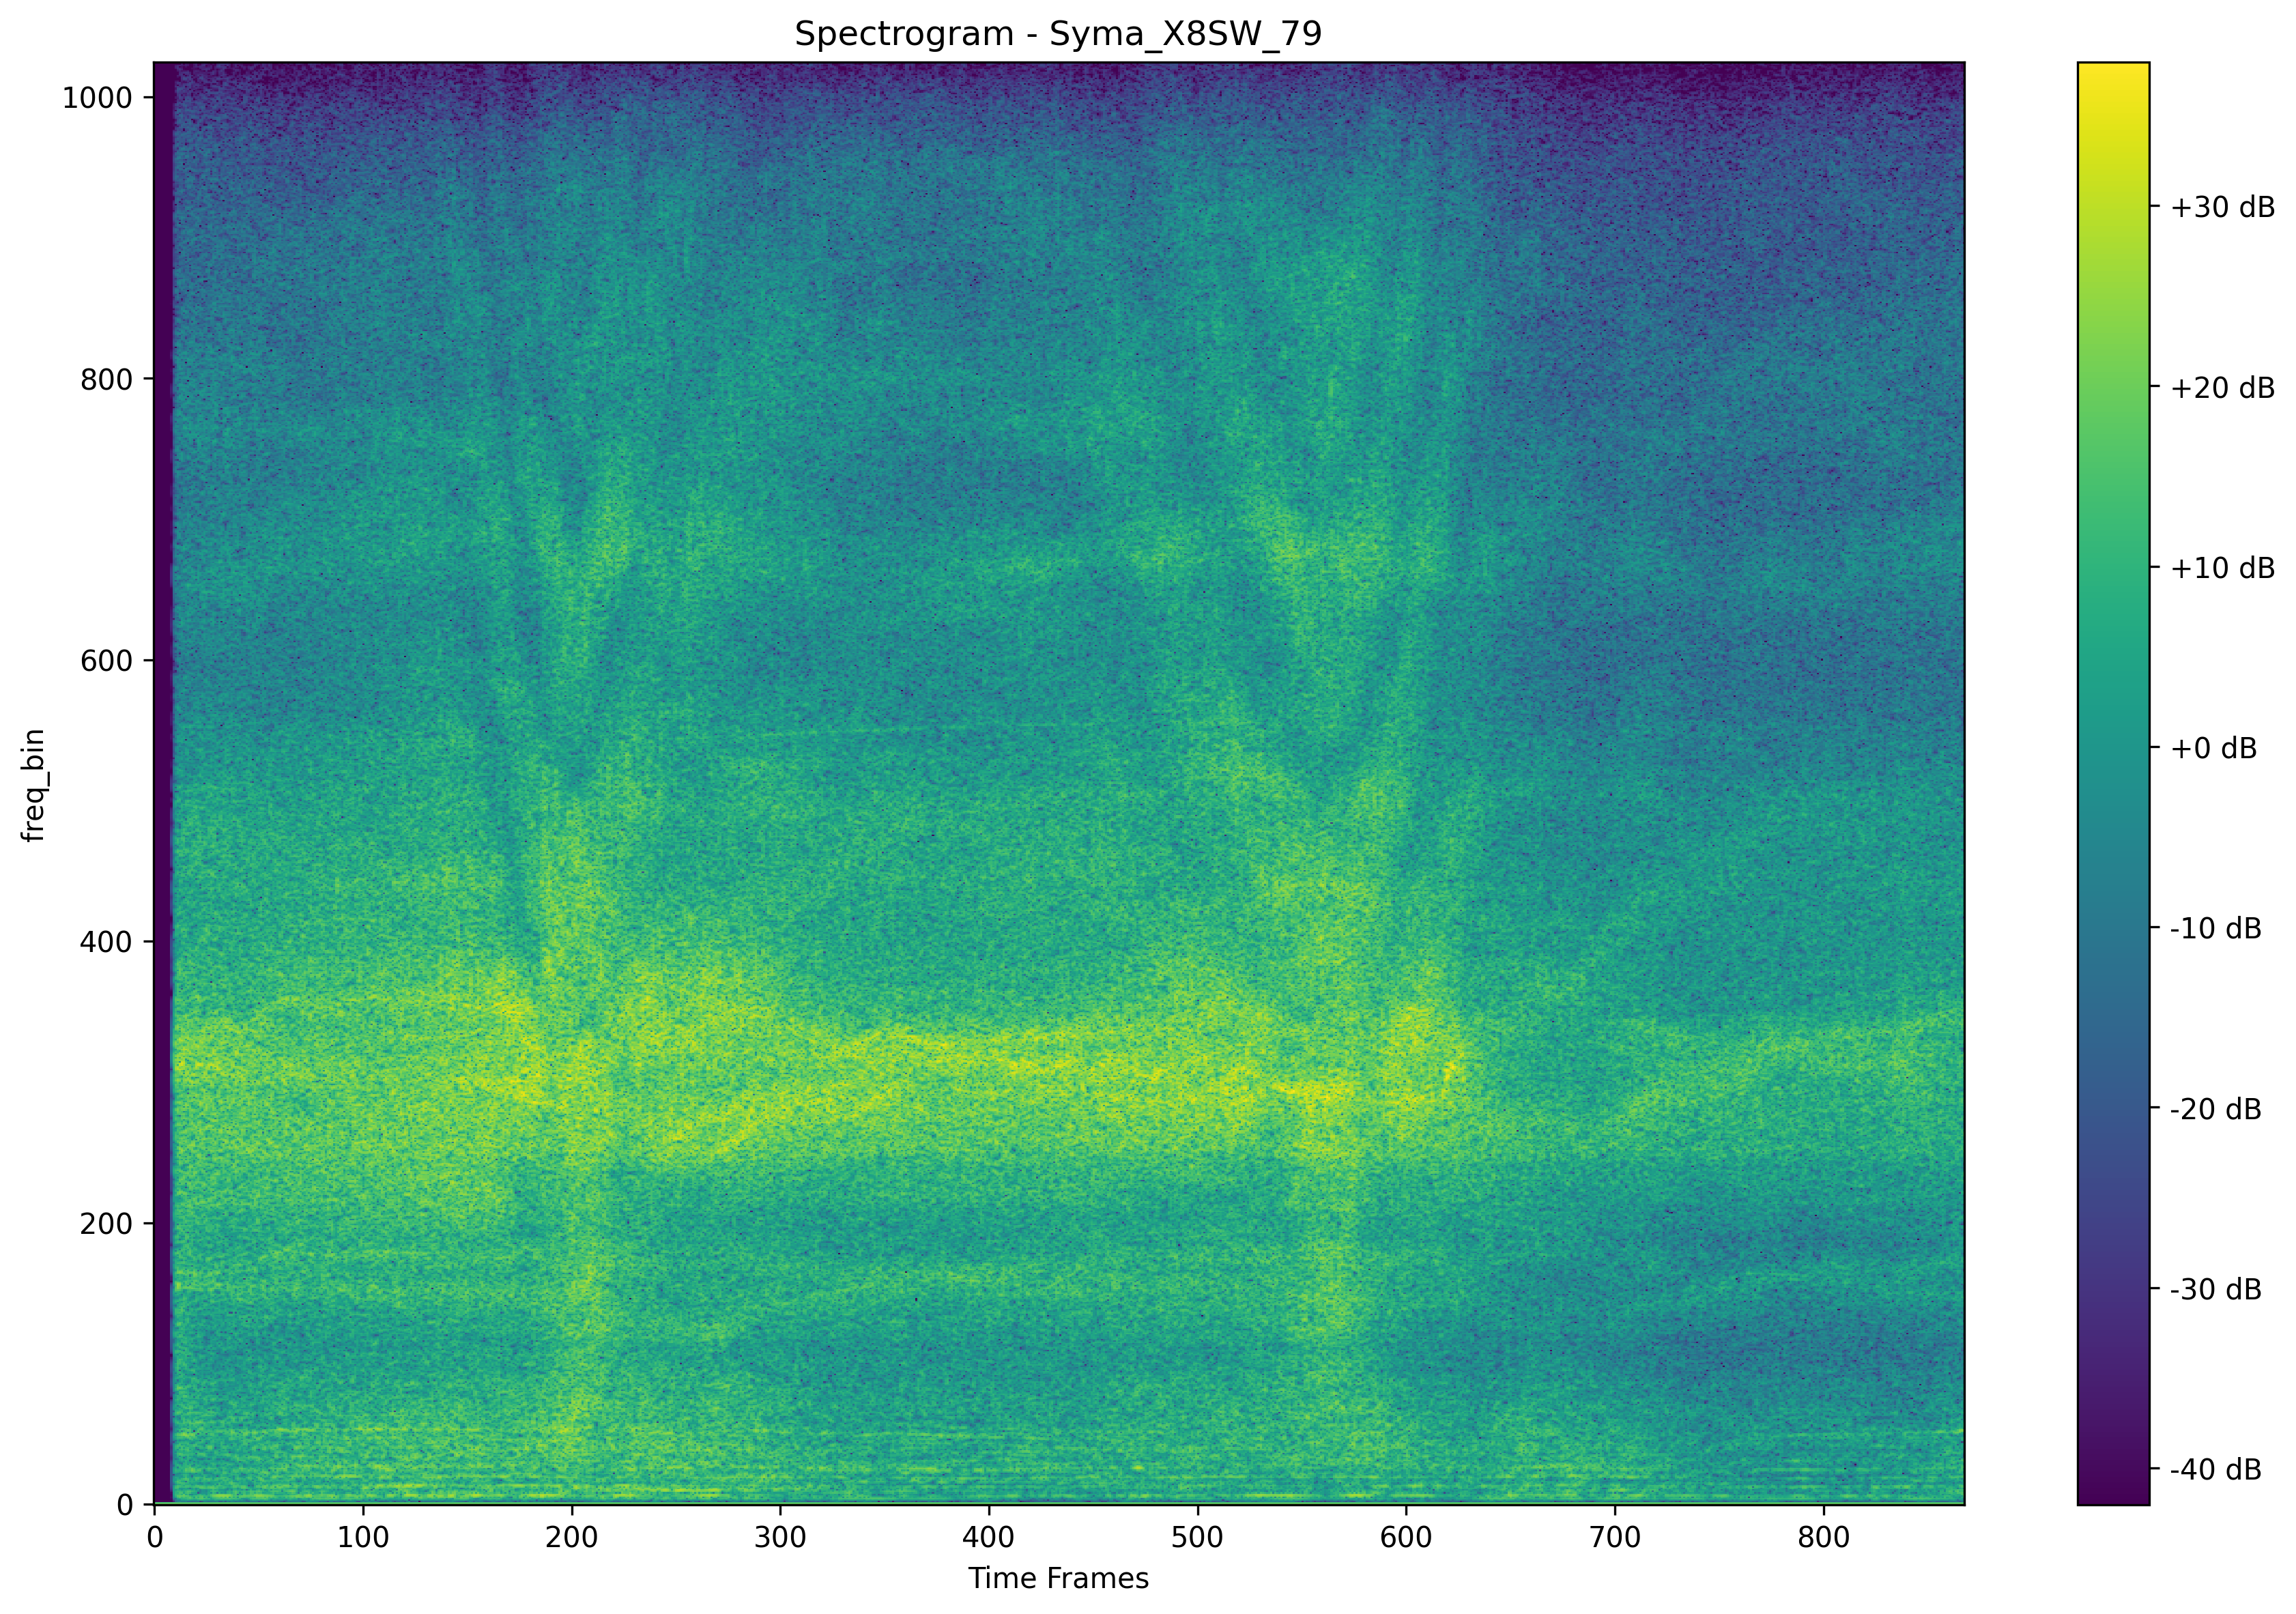 Spectrogram - Syma_X8SW_79
1000
800
600
400
200
0
freq_bin
0 100 200 300 400 500 600 700 800
Time Frames
+30 dB
+20 dB
+10 dB
+0 dB
-10 dB
-20 dB
-30 dB
-40 dB